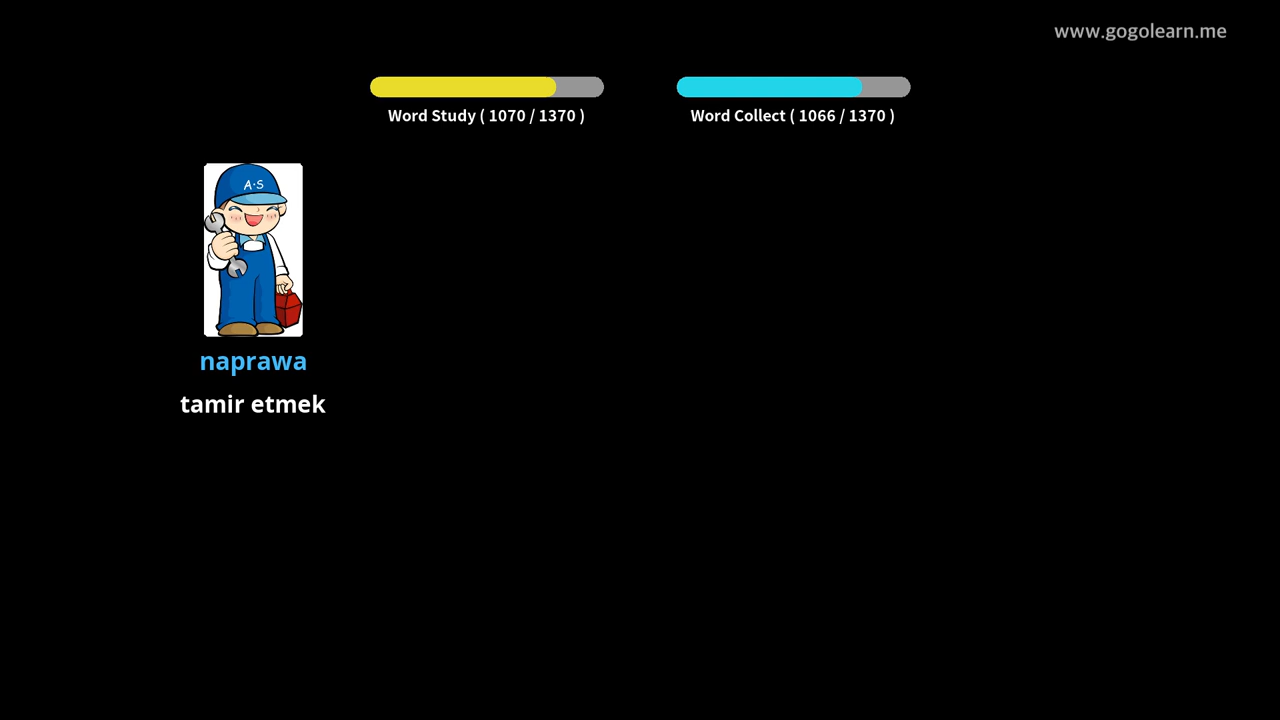 www.gogolearn.me
Word Study ( 1070 / 1370 )
Word Collect ( 1066 / 1370 )
A·S
naprawa
tamir etmek